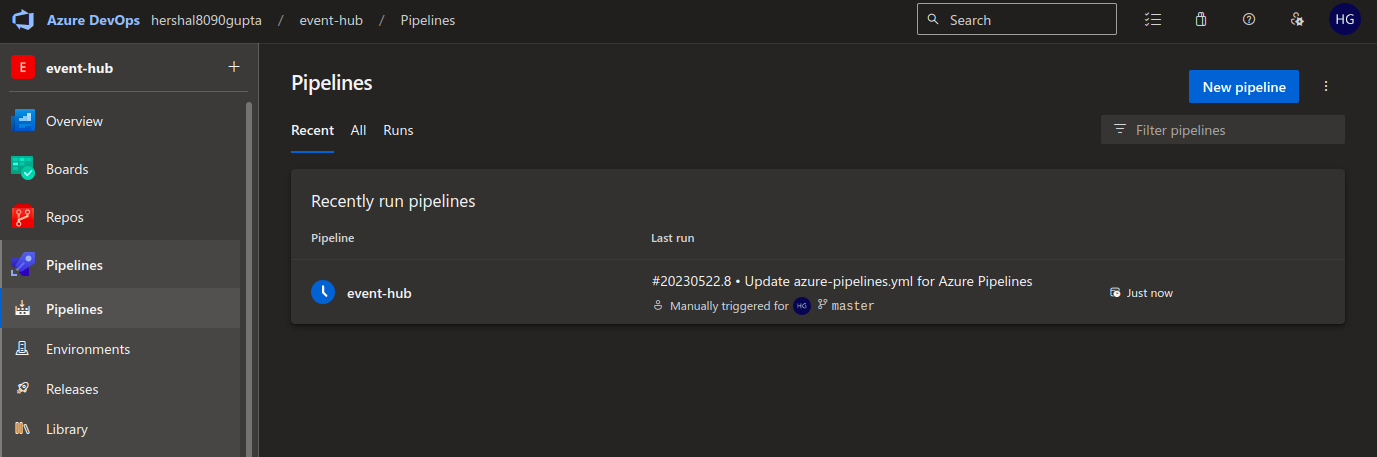 Azure DevOps hershal8090gupta / event-hub / Pipelines Search HG
E event-hub +
Overview
Boards
Repos
Pipelines
Pipelines
Environments
Releases
Library
Pipelines
New pipeline
Recent All Runs
Filter pipelines
Recently run pipelines
Pipeline Last run
event-hub
#20230522.8 • Update azure-pipelines.yml for Azure Pipelines
Manually triggered for HG master
Just now